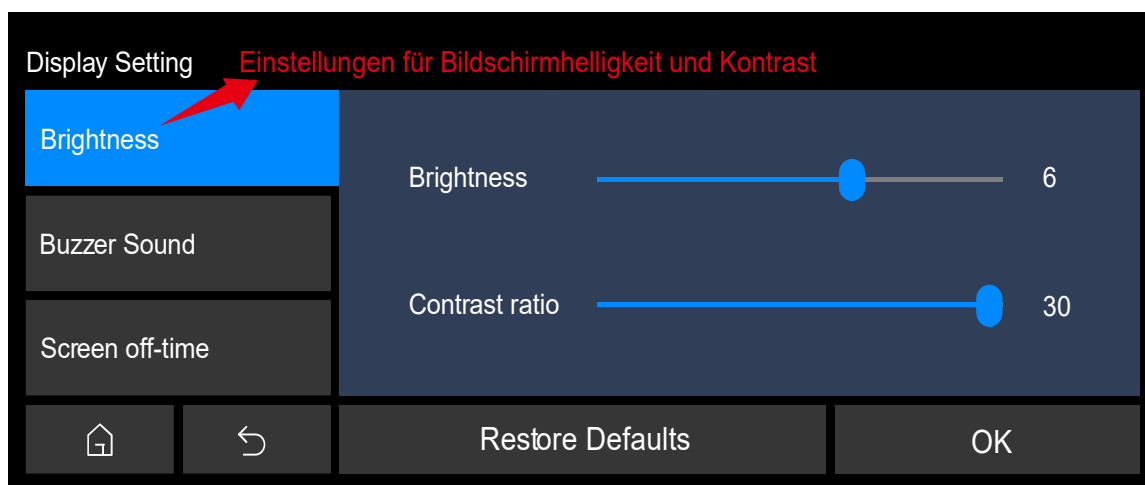 Display Setting Einstellungen für Bildschirmhelligkeit und Kontrast
Brightness
Buzzer Sound
Screen off-time
Brightness 6
Contrast ratio 30
Restore Defaults
OK